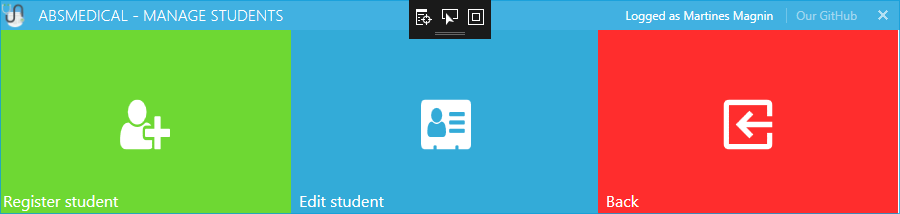 ABSMEDICAL - MANAGE STUDENTS
Logged as Martines Magnin
Our GitHub
Register student
Edit student
Back